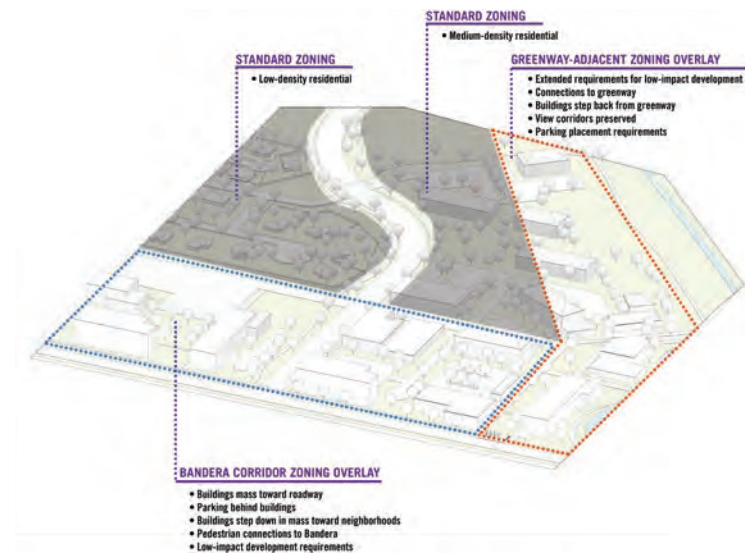 STANDARD ZONING
• Medium-density residential
STANDARD ZONING
• Low-density residential
GREENWAY-ADJACENT ZONING OVERLAY
• Extended requirements for low-impact development
• Connections to greenway
• Buildings step back from greenway
• View corridors preserved
• Parking placement requirements
BANDERA CORRIDOR ZONING OVERLAY
• Buildings mass toward roadway
• Parking behind buildings
• Buildings step down in mass toward neighborhoods
• Pedestrian connections to Bandera
• Low-impact development requirements